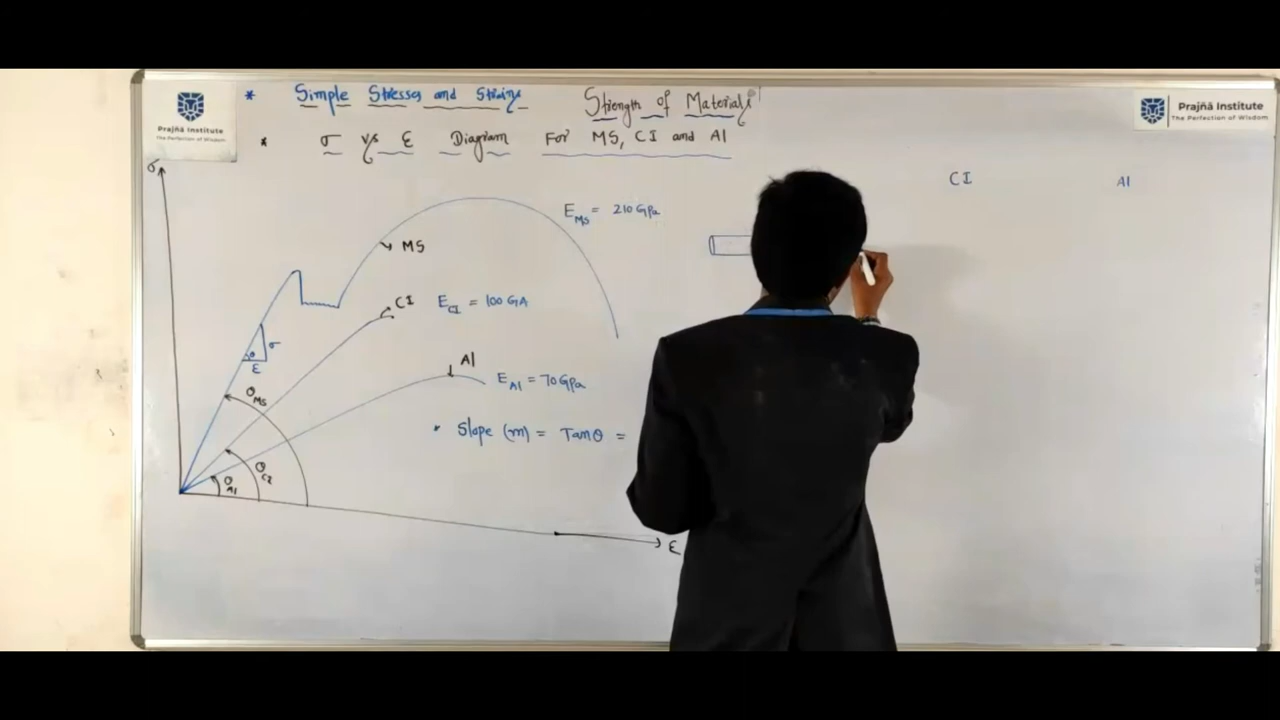 * Simple Stresses and Strains
Strength of Materials
Prajñā Institute
The Perfection of Wisdom
Prajñā Institute
The Perfection of Wisdom
* σ v/s ε Diagram For MS, CI and Al
σ
CI
Al
E_MS = 210 GPa
MS
CI
E_CI = 100 GPa
σ
θ
ε
Al
E_Al = 70 GPa
θ_MS
* Slope (m) = Tanθ =
θ_CI
θ_Al
ε